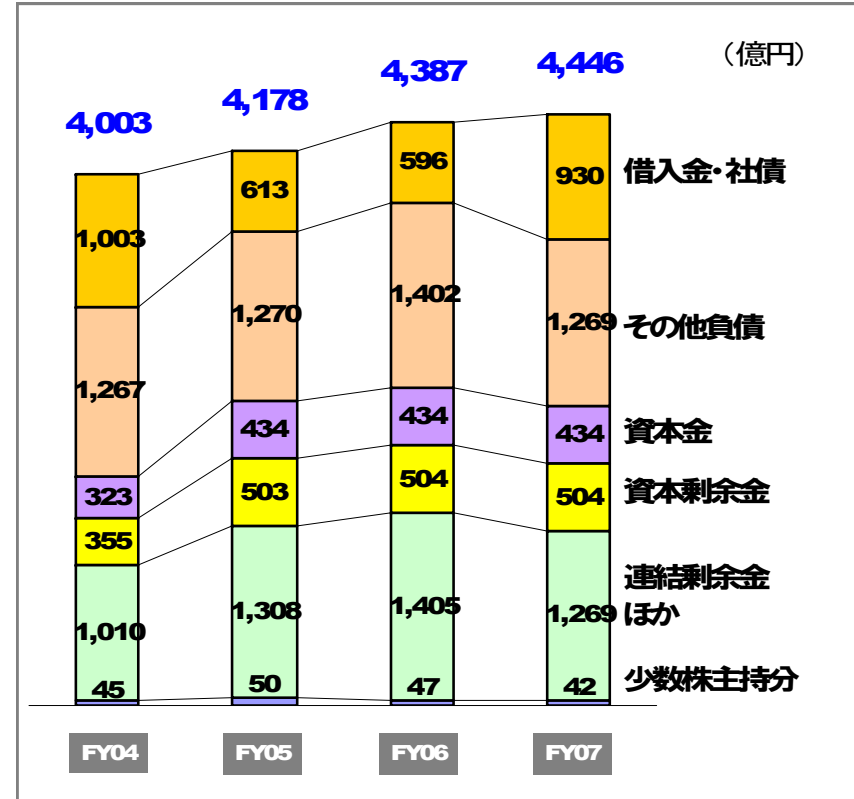 (億円)
4,003
4,178
4,387
4,446
1,003
613
596
930
借入金・社債
1,267
1,270
1,402
1,269
その他負債
323
434
434
434
資本金
355
503
504
504
資本剰余金
1,010
1,308
1,405
1,269
連結剰余金
ほか
45
50
47
42
少数株主持分
FY04
FY05
FY06
FY07